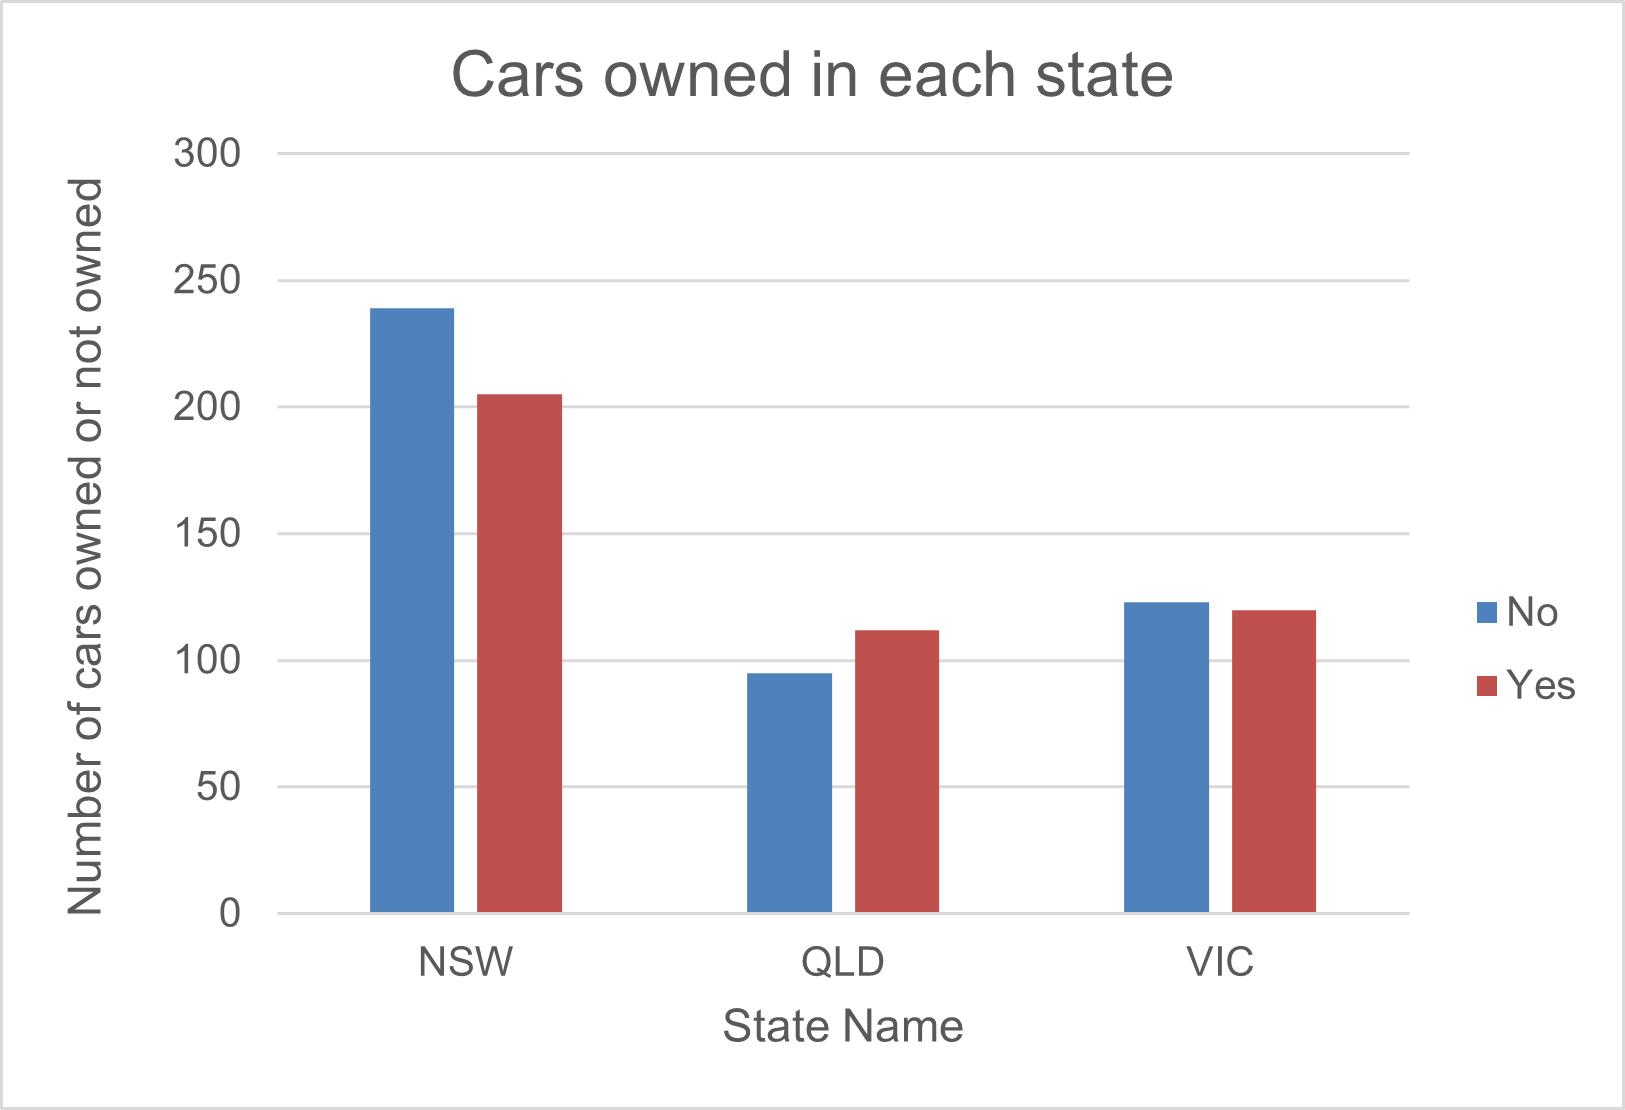 Cars owned in each state
Number of cars owned or not owned
300
250
200
150
100
50
0
NSW
QLD
VIC
State Name
No
Yes